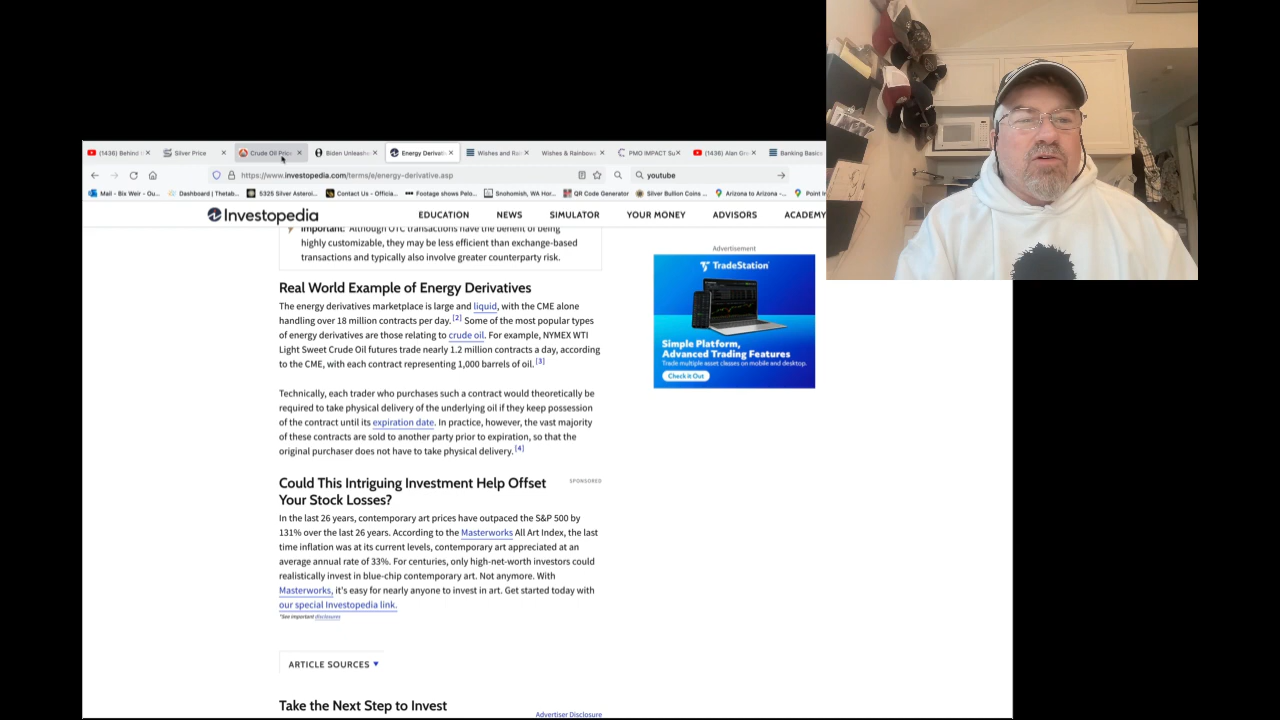 (1436) Behind
Silver Price
Crude Oil Price
Biden Unleash
Energy Derivati
Wishes and Rai
Wishes & Rainbows
PMO IMPACT Su
(1436) Alan Gr
Banking Basics
https://www.investopedia.com/terms/e/energy-derivative.asp
youtube
Mail - Bix Weir - Ou...
Dashboard | Thetab...
5325 Silver Asteroi...
Contact Us - Officia...
Footage shows Pelo...
Snohomish, WA Hor...
QR Code Generator
Silver Bullion Coins ...
Arizona to Arizona -...
Point in
Investopedia
EDUCATION
NEWS
SIMULATOR
YOUR MONEY
ADVISORS
ACADEMY
Important: Although OTC transactions have the benefit of being
highly customizable, they may be less efficient than exchange-based
transactions and typically also involve greater counterparty risk.
Advertisement
TradeStation
Simple Platform,
Advanced Trading Features
Trade multiple asset classes on mobile and desktop.
Check it Out
Real World Example of Energy Derivatives
The energy derivatives marketplace is large and liquid, with the CME alone
handling over 18 million contracts per day.[2] Some of the most popular types
of energy derivatives are those relating to crude oil. For example, NYMEX WTI
Light Sweet Crude Oil futures trade nearly 1.2 million contracts a day, according
to the CME, with each contract representing 1,000 barrels of oil.[3]
Technically, each trader who purchases such a contract would theoretically be
required to take physical delivery of the underlying oil if they keep possession
of the contract until its expiration date. In practice, however, the vast majority
of these contracts are sold to another party prior to expiration, so that the
original purchaser does not have to take physical delivery.[4]
Could This Intriguing Investment Help Offset
Your Stock Losses?
SPONSORED
In the last 26 years, contemporary art prices have outpaced the S&P 500 by
131% over the last 26 years. According to the Masterworks All Art Index, the last
time inflation was at its current levels, contemporary art appreciated at an
average annual rate of 33%. For centuries, only high-net-worth investors could
realistically invest in blue-chip contemporary art. Not anymore. With
Masterworks, it's easy for nearly anyone to invest in art. Get started today with
our special Investopedia link.
*See important disclosures
ARTICLE SOURCES
Take the Next Step to Invest
Advertiser Disclosure